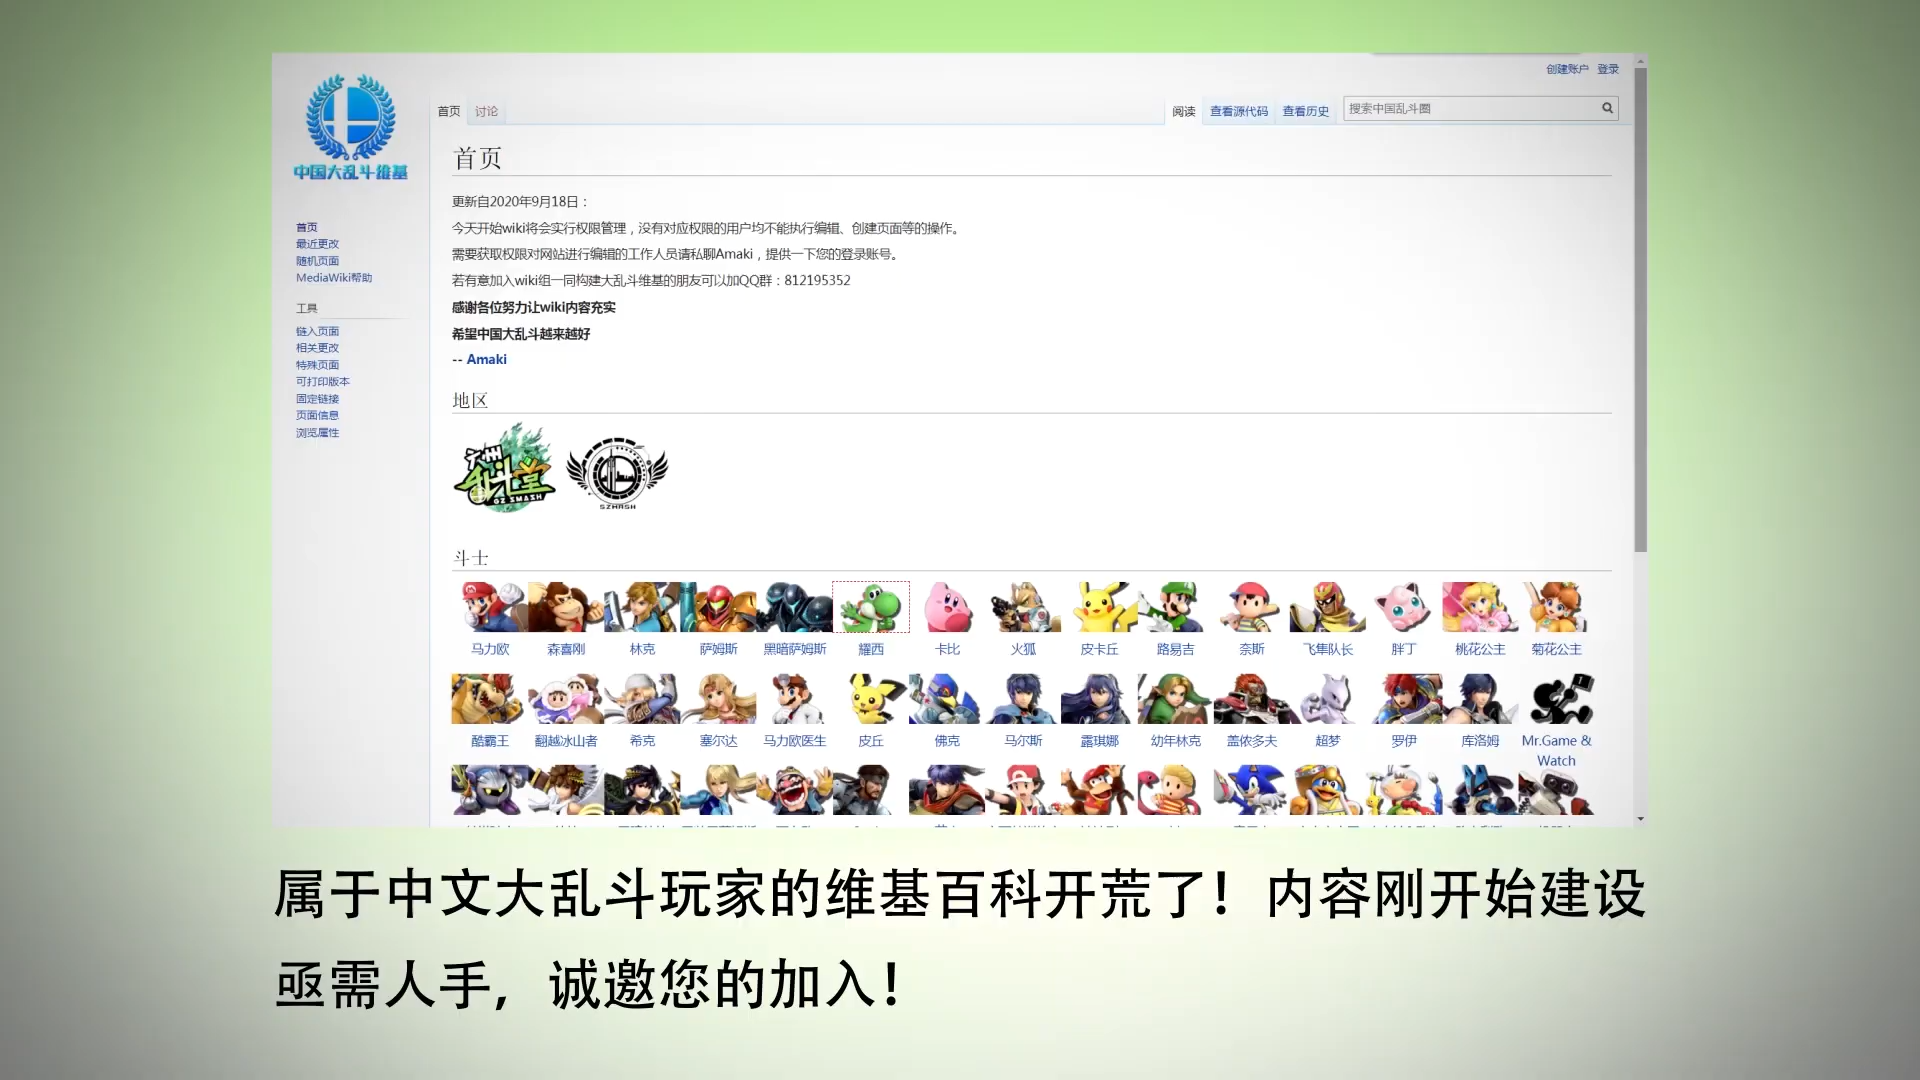 创建账户 登录
中国大乱斗维基
首页 讨论 阅读 查看源代码 查看历史 搜索中国乱斗圈
首页
更新自2020年9月18日：
今天开始wiki将会实行权限管理，没有对应权限的用户均不能执行编辑、创建页面等的操作。
需要获取权限对网站进行编辑的工作人员请私聊Amaki，提供一下您的登录账号。
若有意加入wiki组一同构建大乱斗维基的朋友可以加QQ群：812195352
感谢各位努力让wiki内容充实
希望中国大乱斗越来越好
-- Amaki
首页
最近更改
随机页面
MediaWiki帮助
工具
链入页面
相关更改
特殊页面
可打印版本
固定链接
页面信息
浏览属性
地区
广州
乱斗堂
GZ SMASH
SZMASH
斗士
马力欧 森喜刚 林克 萨姆斯 黑暗萨姆斯 耀西 卡比 火狐 皮卡丘 路易吉 奈斯 飞隼队长 胖丁 桃花公主 菊花公主
酷霸王 翻越冰山者 希克 塞尔达 马力欧医生 皮丘 佛克 马尔斯 露琪娜 幼年林克 盖侬多夫 超梦 罗伊 库洛姆 Mr.Game &
Watch
属于中文大乱斗玩家的维基百科开荒了！内容刚开始建设
亟需人手，诚邀您的加入！